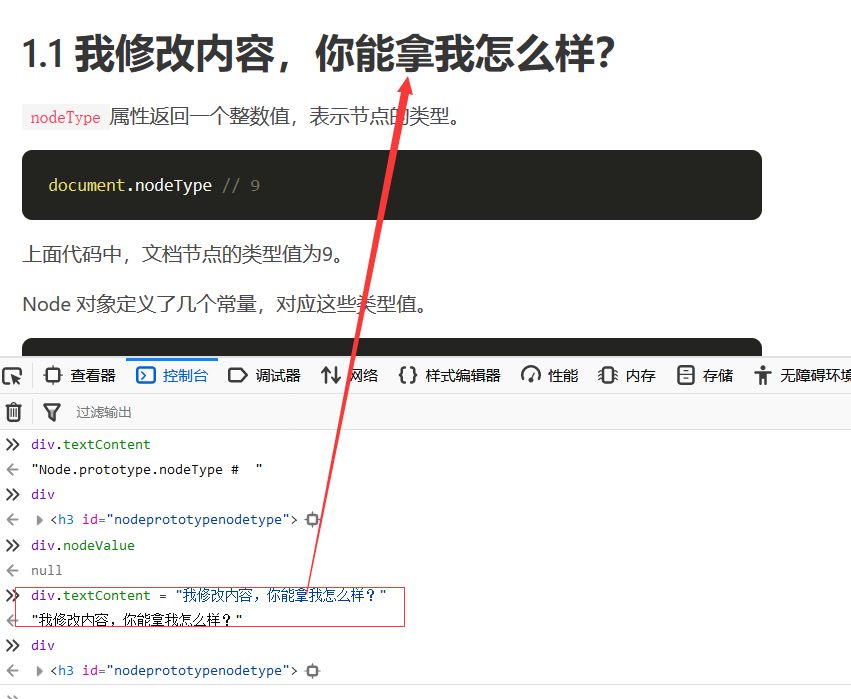 1.1 我修改内容，你能拿我怎么样？
nodeType 属性返回一个整数值，表示节点的类型。
document.nodeType // 9
上面代码中，文档节点的类型值为9。
Node 对象定义了几个常量，对应这些类型值。
查看器 控制台 调试器 网络 样式编辑器 性能 内存 存储 无障碍环境
过滤输出
div.textContent
"Node.prototype.nodeType #  "
div
<h3 id="nodeprototypenodetype">
div.nodeValue
null
div.textContent = "我修改内容，你能拿我怎么样？"
"我修改内容，你能拿我怎么样？"
div
<h3 id="nodeprototypenodetype">